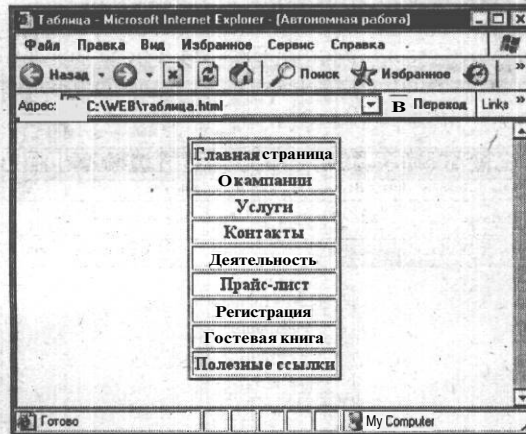 Таблица - Microsoft Internet Explorer - [Автономная работа]
Файл Правка Вид Избранное Сервис Справка
Назад Поиск Избранное »
Адрес: C:\WEB\таблица.html В Переход Links »
Главная страница
О кампании
Услуги
Контакты
Деятельность
Прайс-лист
Регистрация
Гостевая книга
Полезные ссылки
Готово My Computer